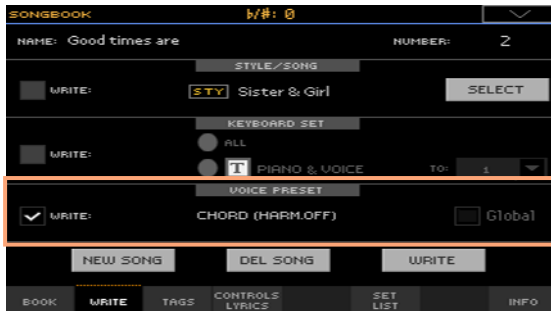 SONGBOOK ♭/#: 0
NAME: Good times are NUMBER: 2
STYLE/SONG
WRITE: STY Sister & Girl SELECT
KEYBOARD SET
ALL
WRITE:
T PIANO & VOICE TO: 1
VOICE PRESET
WRITE: CHORD (HARM.OFF) Global
NEW SONG DEL SONG WRITE
BOOK WRITE TAGS CONTROLS LYRICS SET LIST INFO